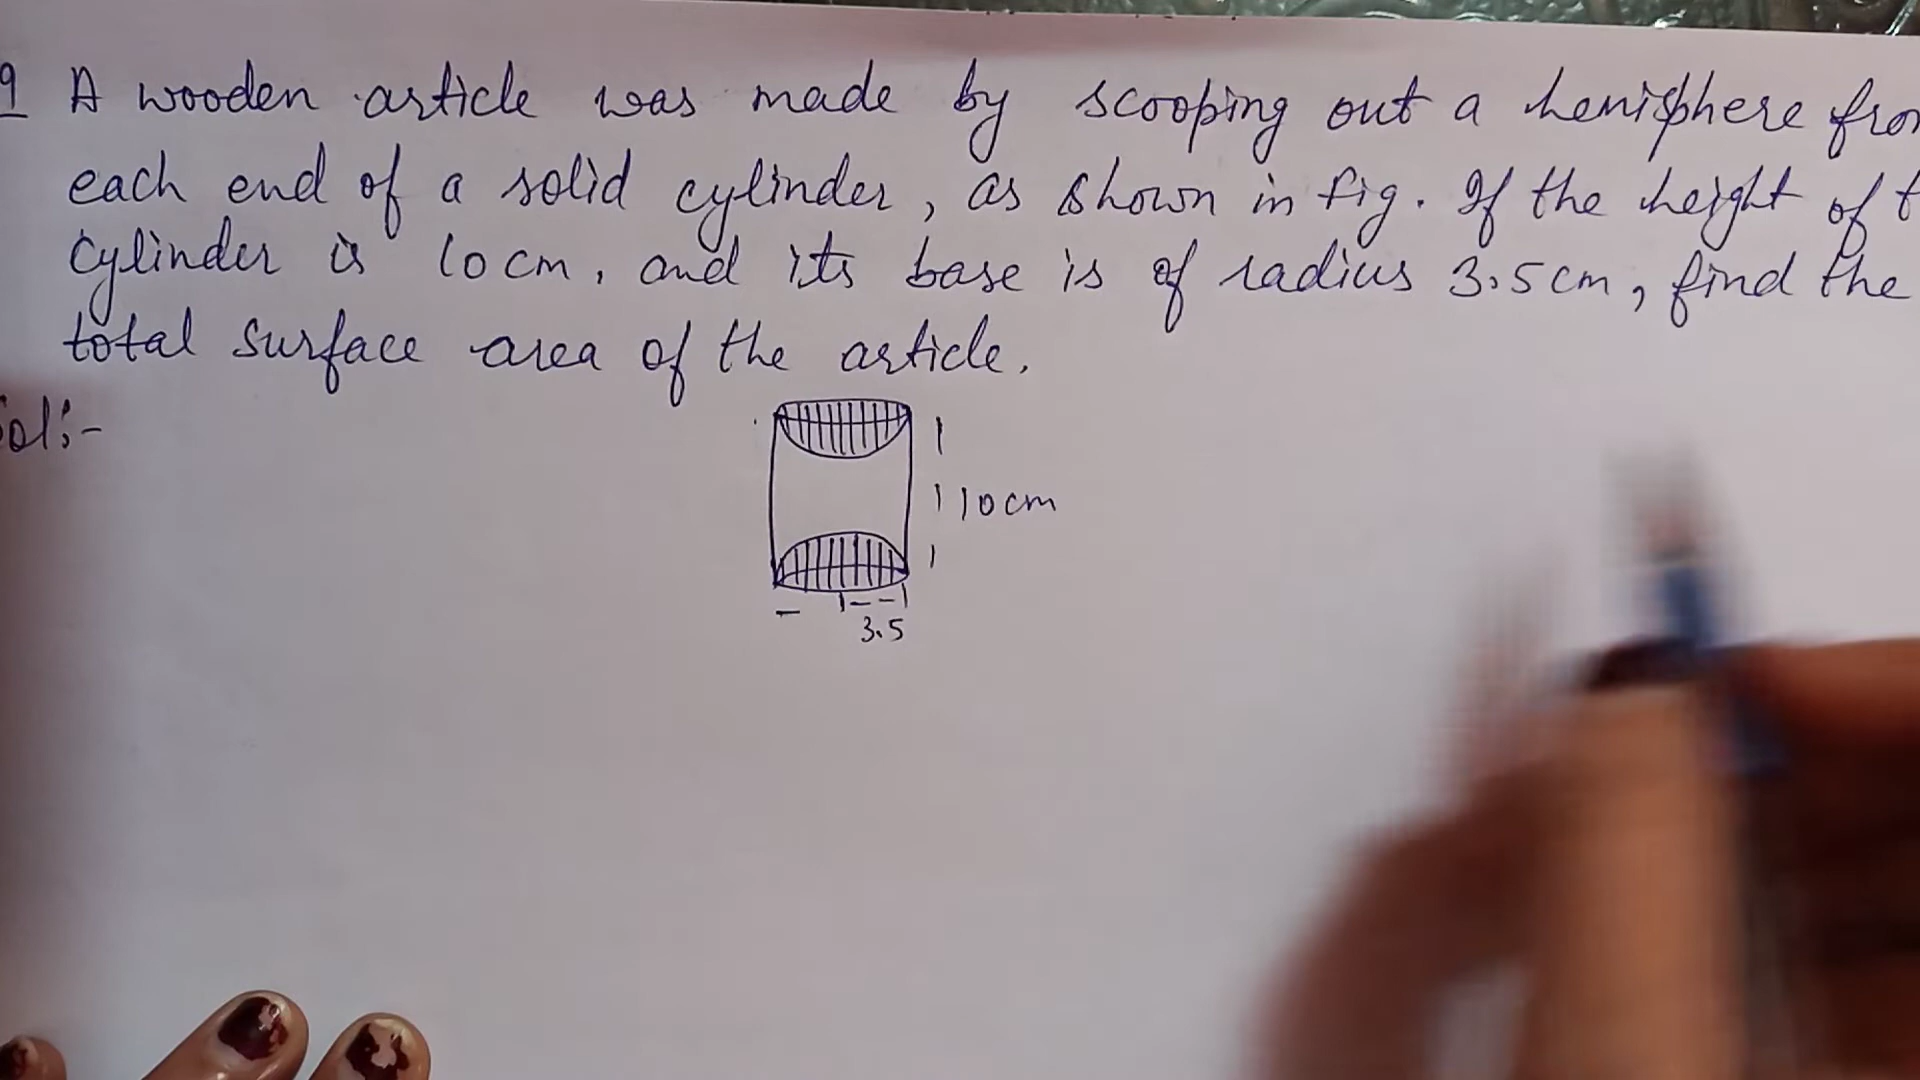 9 A wooden article was made by scooping out a hemisphere
each end of a solid cylinder, as shown in fig. If the height of
cylinder is 10 cm, and its base is of radius 3.5 cm, find the
total surface area of the article.
Sol:-
10 cm
3.5